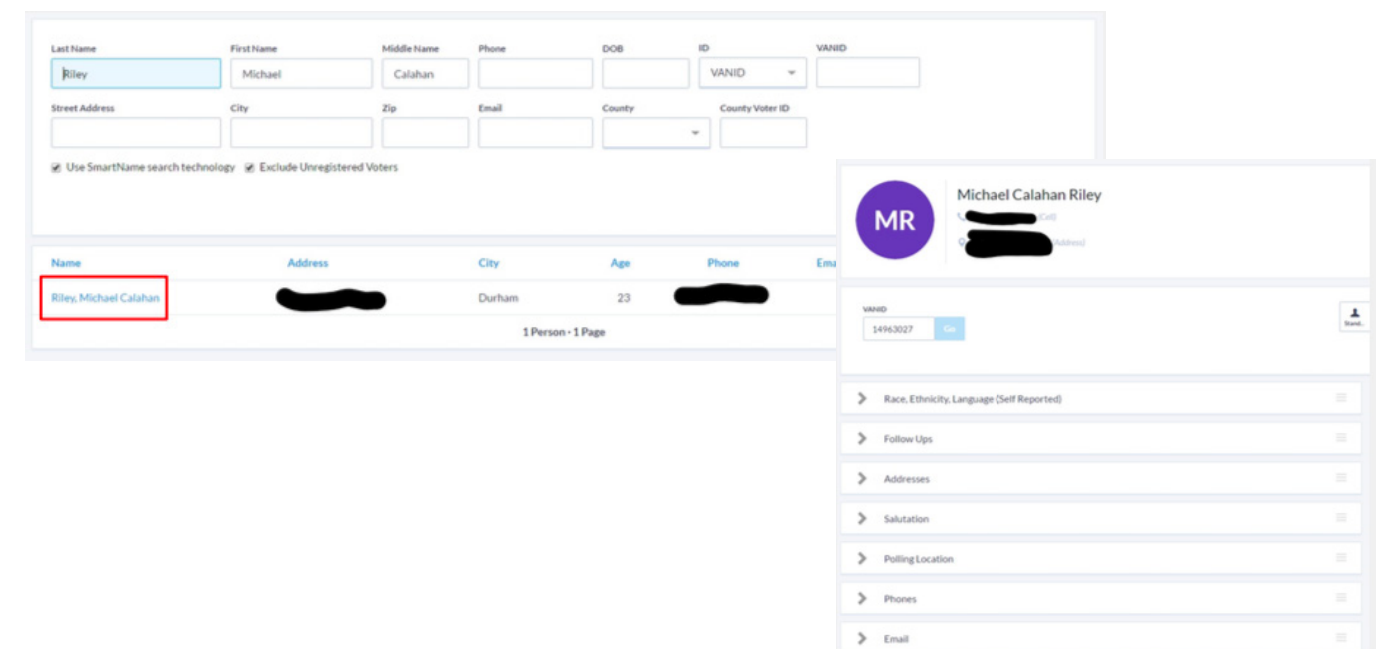 Last Name First Name Middle Name Phone DOB ID VANID
Riley Michael Calahan VANID
Street Address City Zip Email County County Voter ID
Use SmartName search technology Exclude Unregistered Voters
Name Address City Age Phone Ema
Riley, Michael Calahan Durham 23
1 Person · 1 Page
MR
Michael Calahan Riley
(Cell)
(Address)
VANID
14963027 Go
Stand..
Race, Ethnicity, Language (Self Reported)
Follow Ups
Addresses
Salutation
Polling Location
Phones
Email